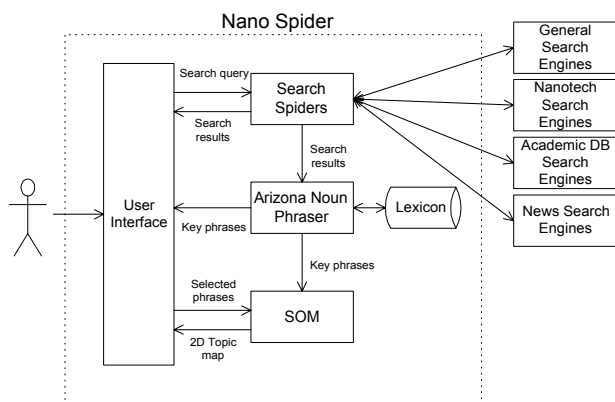 Nano Spider
General
Search
Engines
Search query
Search
Spiders
Nanotech
Search
Engines
Search
results
Search
results
Academic DB
Search
Engines
User
Interface
Arizona Noun
Phraser
Lexicon
News Search
Engines
Key phrases
Key phrases
Selected
phrases
SOM
2D Topic
map